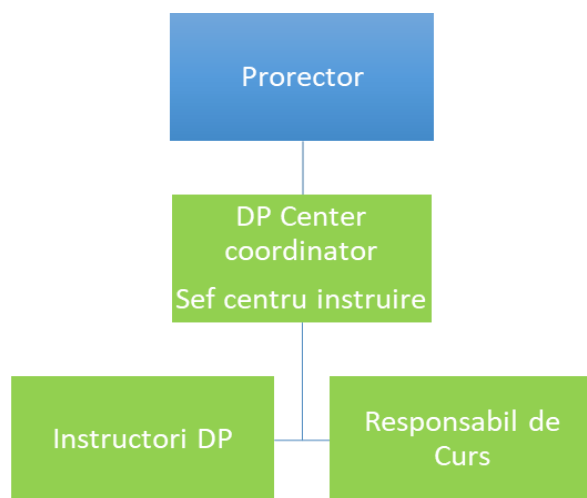 Prorector
DP Center
coordinator
Sef centru instruire
Instructori DP
Responsabil de
Curs